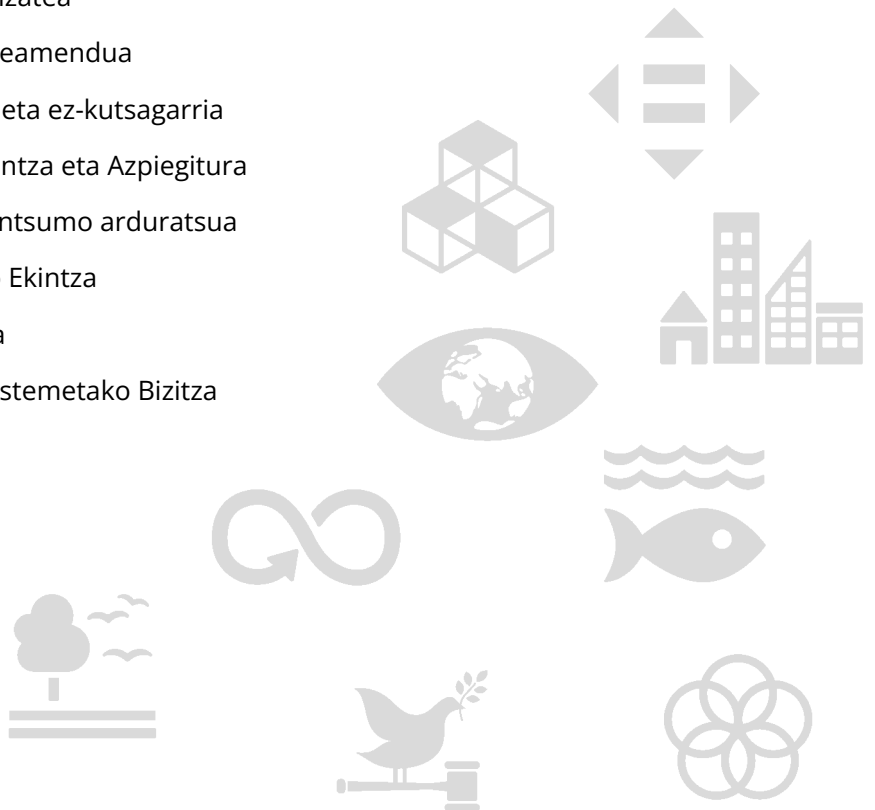 izatea
eamendua
eta ez-kutsagarria
ntza eta Azpiegitura
ntsumo arduratsua
Ekintza
a
stemetako Bizitza